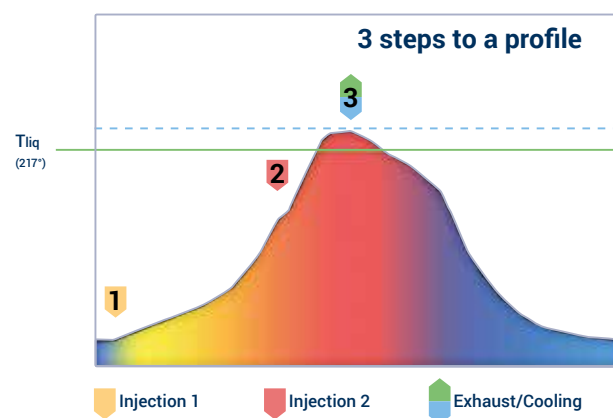 3 steps to a profile
3
Tliq
(217°)
2
1
Injection 1
Injection 2
Exhaust/Cooling